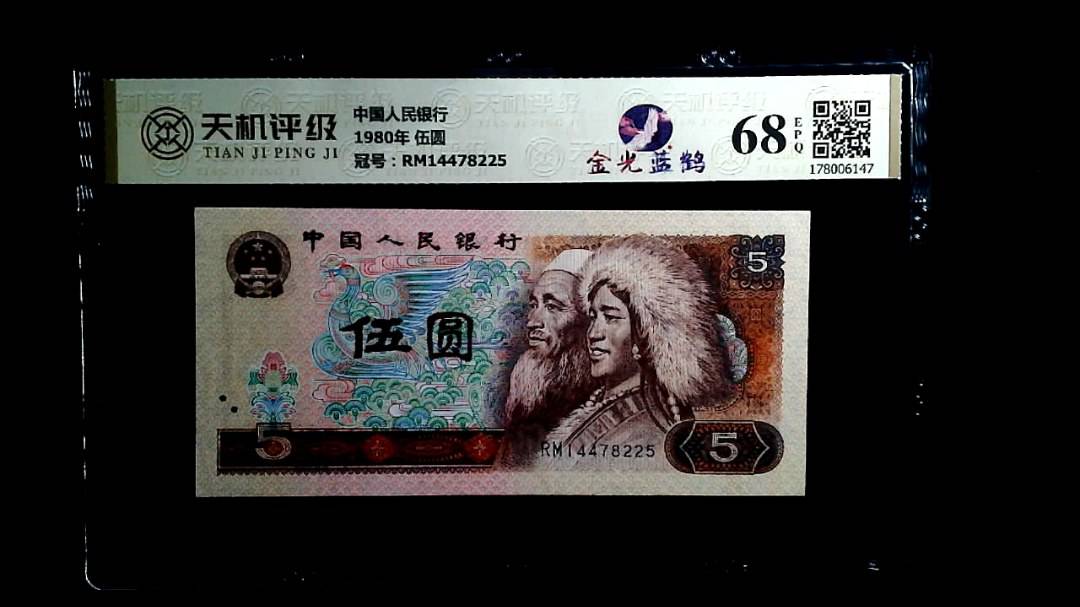 天机评级
TIAN JI PING JI
中国人民银行
1980年 伍圆
冠号：RM14478225
金光蓝鹤
68
EPQ
178006147
中国人民银行
5
伍圆
5
RM14478225
5